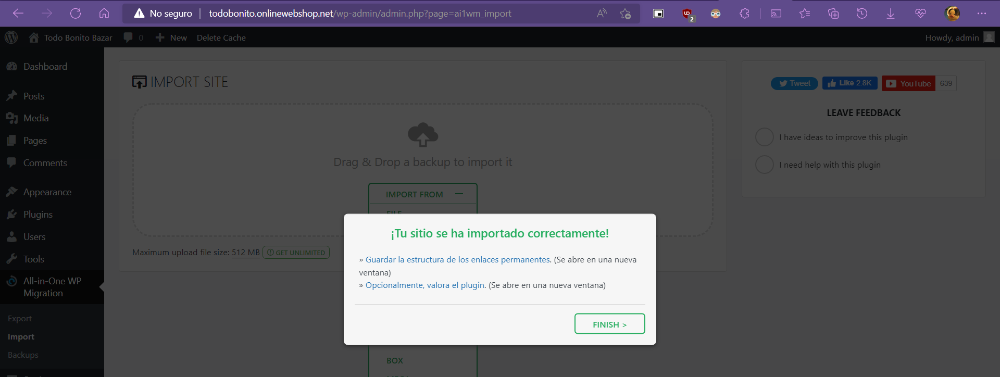 No seguro
todobonito.onlinewebshop.net/wp-admin/admin.php?page=ai1wm_import
A
UD
2
Todo Bonito Bazar
0
New
Delete Cache
Howdy, admin
Dashboard
Posts
Media
Pages
Comments
Appearance
Plugins
Users
Tools
All-in-One WP
Migration
Export
Import
Backups
IMPORT SITE
Drag & Drop a backup to import it
IMPORT FROM
FILE
Maximum upload file size: 512 MB GET UNLIMITED
¡Tu sitio se ha importado correctamente!
» Guardar la estructura de los enlaces permanentes. (Se abre en una nueva
ventana)
» Opcionalmente, valora el plugin. (Se abre en una nueva ventana)
FINISH >
BOX
Tweet
Like 2.8K
YouTube
639
LEAVE FEEDBACK
I have ideas to improve this plugin
I need help with this plugin